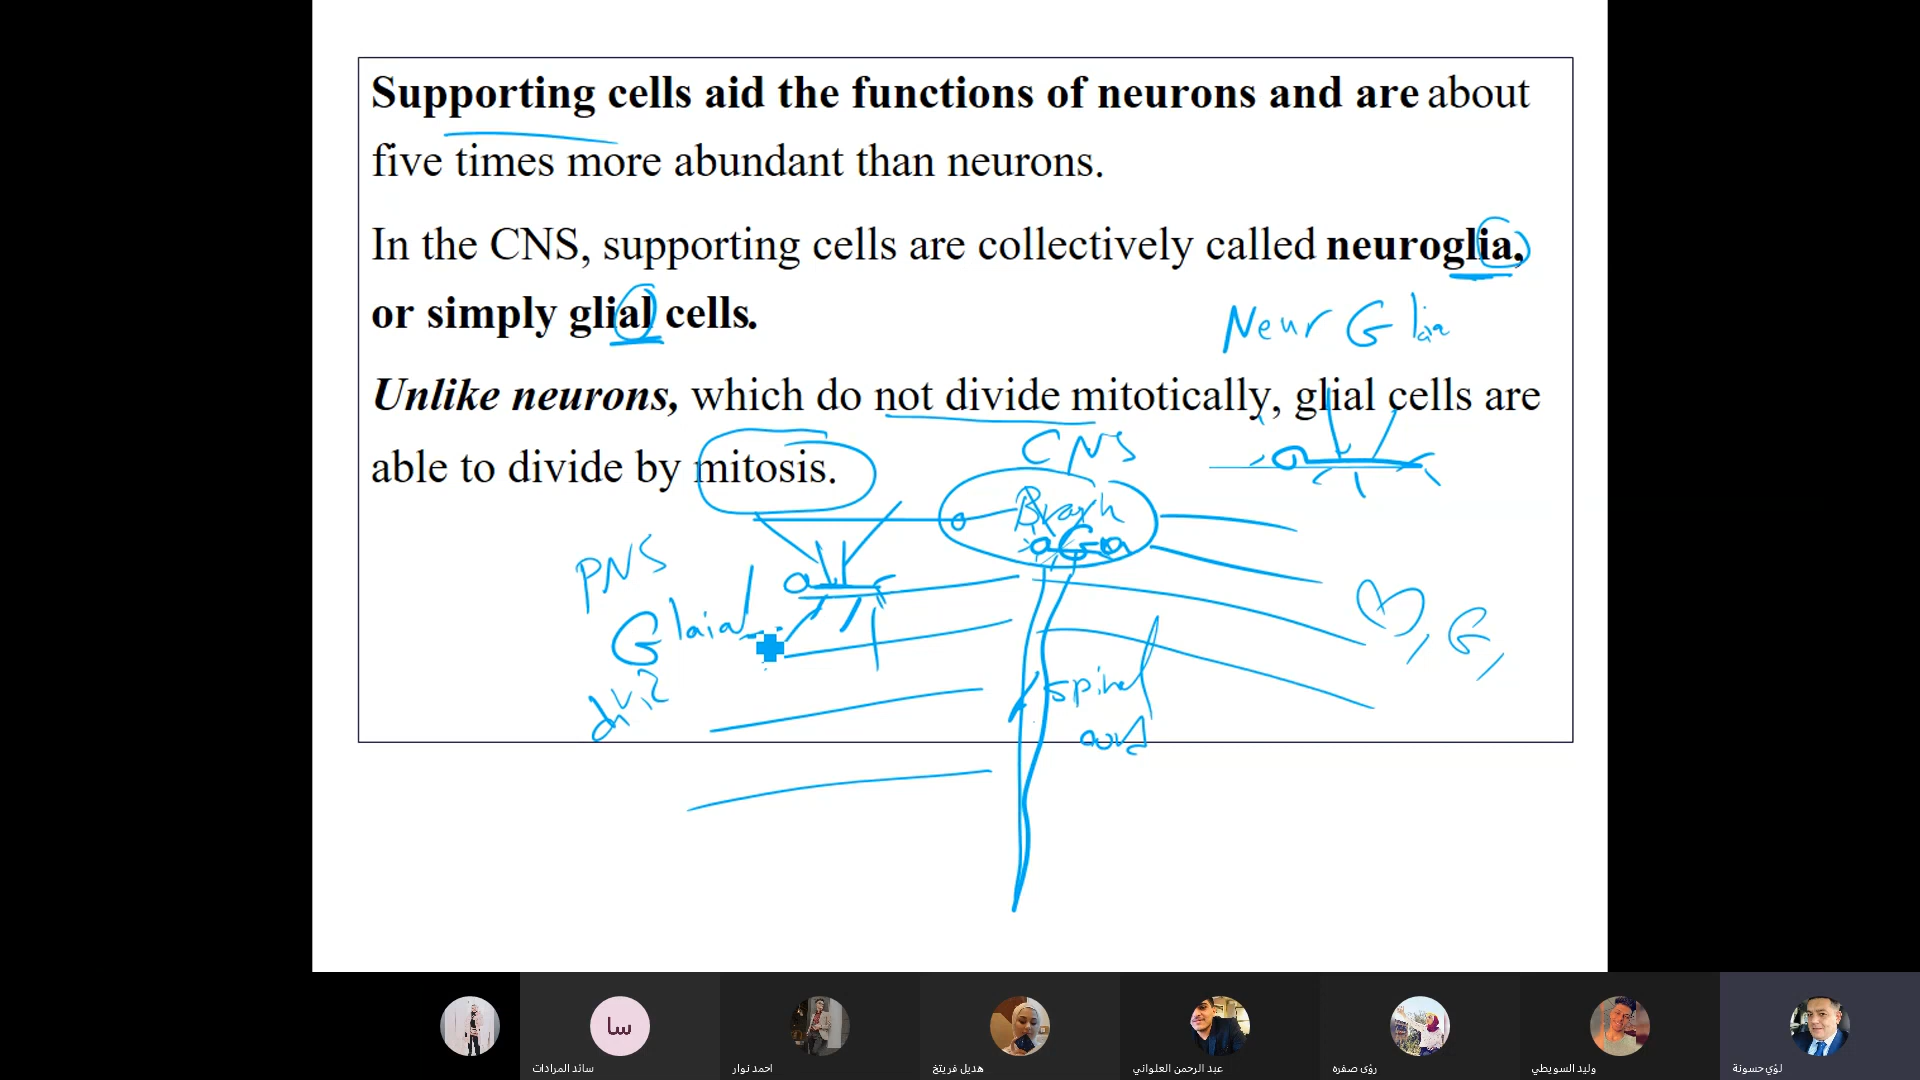 Supporting cells aid the functions of neurons and are about
five times more abundant than neurons.
In the CNS, supporting cells are collectively called neuroglia,
or simply glial cells.
Neur Glia
Unlike neurons, which do not divide mitotically, glial cells are
able to divide by mitosis.
CNS
PNS
Glaial
spinal
سا
سائد المرادات
احمد نوار
هديل فريتخ
عبد الرحمن العلواني
رؤى صفره
وليد السويطي
لؤي حسونة